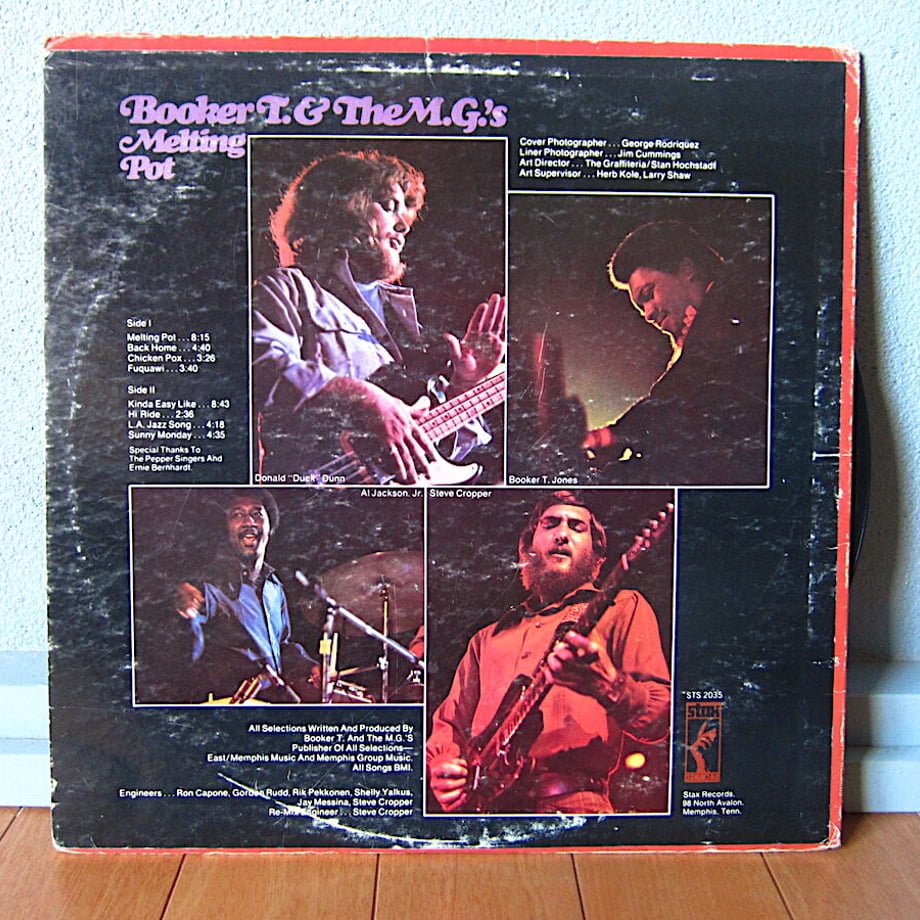 Booker T. & The M.G.'s
Melting
Pot
Cover Photographer . . . George Rodriquez
Liner Photographer . . . Jim Cummings
Art Director . . . The Graffiteria/Stan Hochstadt
Art Supervisor . . . Herb Kole, Larry Shaw
Side I
Melting Pot . . . 8:15
Back Home . . . 4:40
Chicken Pox . . . 3:26
Fuquawi . . . 3:40
Side II
Kinda Easy Like . . . 8:43
Hi Ride . . . 2:36
L.A. Jazz Song . . . 4:18
Sunny Monday . . . 4:35
Special Thanks To
The Pepper Singers And
Ernie Bernhardt.
Donald "Duck" Dunn
Booker T. Jones
Al Jackson, Jr.
Steve Cropper
All Selections Written And Produced By
Booker T. And The M.G.'S
Publisher Of All Selections—
East/Memphis Music And Memphis Group Music.
All Songs BMI.
Engineers . . . Ron Capone, Gordon Rudd, Rik Pekkonen, Shelly Yalkus,
Jay Messina, Steve Cropper
Re-Mix Engineer . . . Steve Cropper
STS 2035
stax
RECORDS
Stax Records,
98 North Avalon,
Memphis, Tenn.